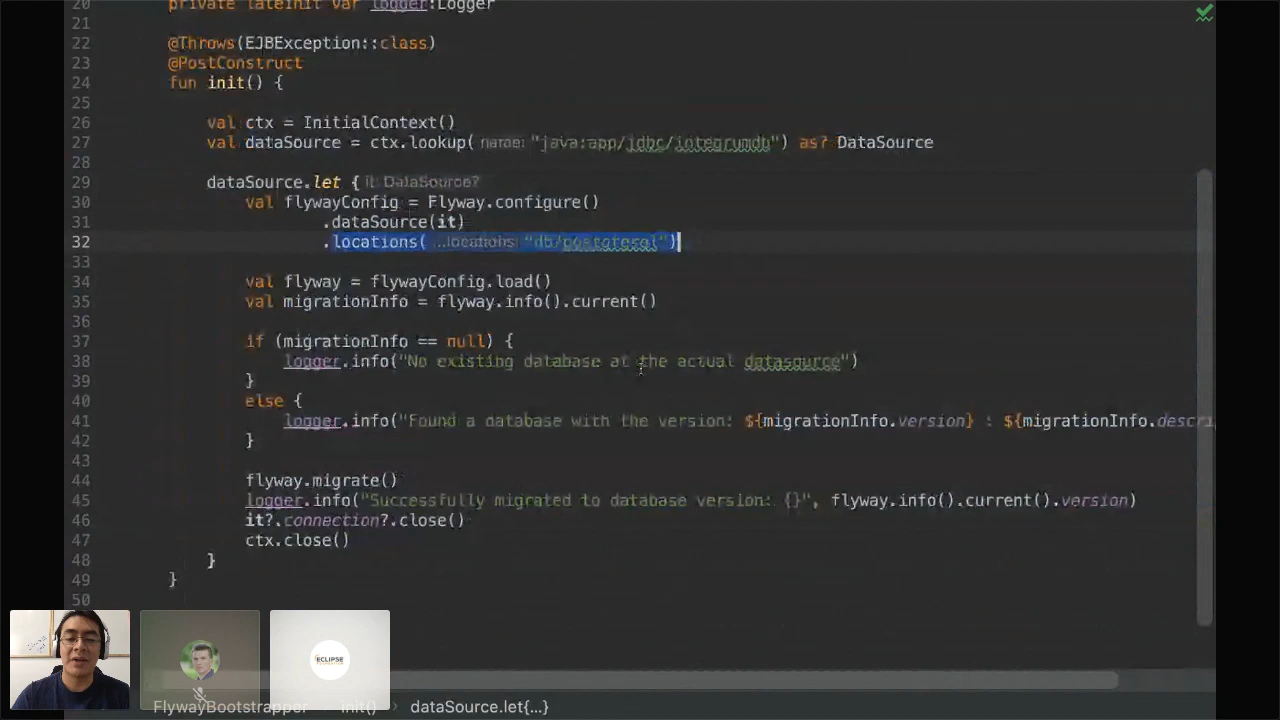 20 private lateinit var logger:Logger
21
22 @Throws(EJBException::class)
23 @PostConstruct
24 fun init() {
25
26 val ctx = InitialContext()
27 val dataSource = ctx.lookup( name: "java:app/jdbc/integrumdb") as? DataSource
28
29 dataSource.let { it: DataSource?
30 val flywayConfig = Flyway.configure()
31 .dataSource(it)
32 .locations( ...locations: "db/postgresql")
34 val flyway = flywayConfig.load()
35 val migrationInfo = flyway.info().current()
36
37 if (migrationInfo == null) {
38 logger.info("No existing database at the actual datasource")
39 }
40 else {
41 logger.info("Found a database with the version: ${migrationInfo.version} : ${migrationInfo.descri
42 }
43
44 flyway.migrate()
45 logger.info("Successfully migrated to database version: {}", flyway.info().current().version)
46 it?.connection?.close()
47 ctx.close()
48 }
49 }
50
ECLIPSE
FOUNDATION
FlywayBootstrapper init() dataSource.let{...}